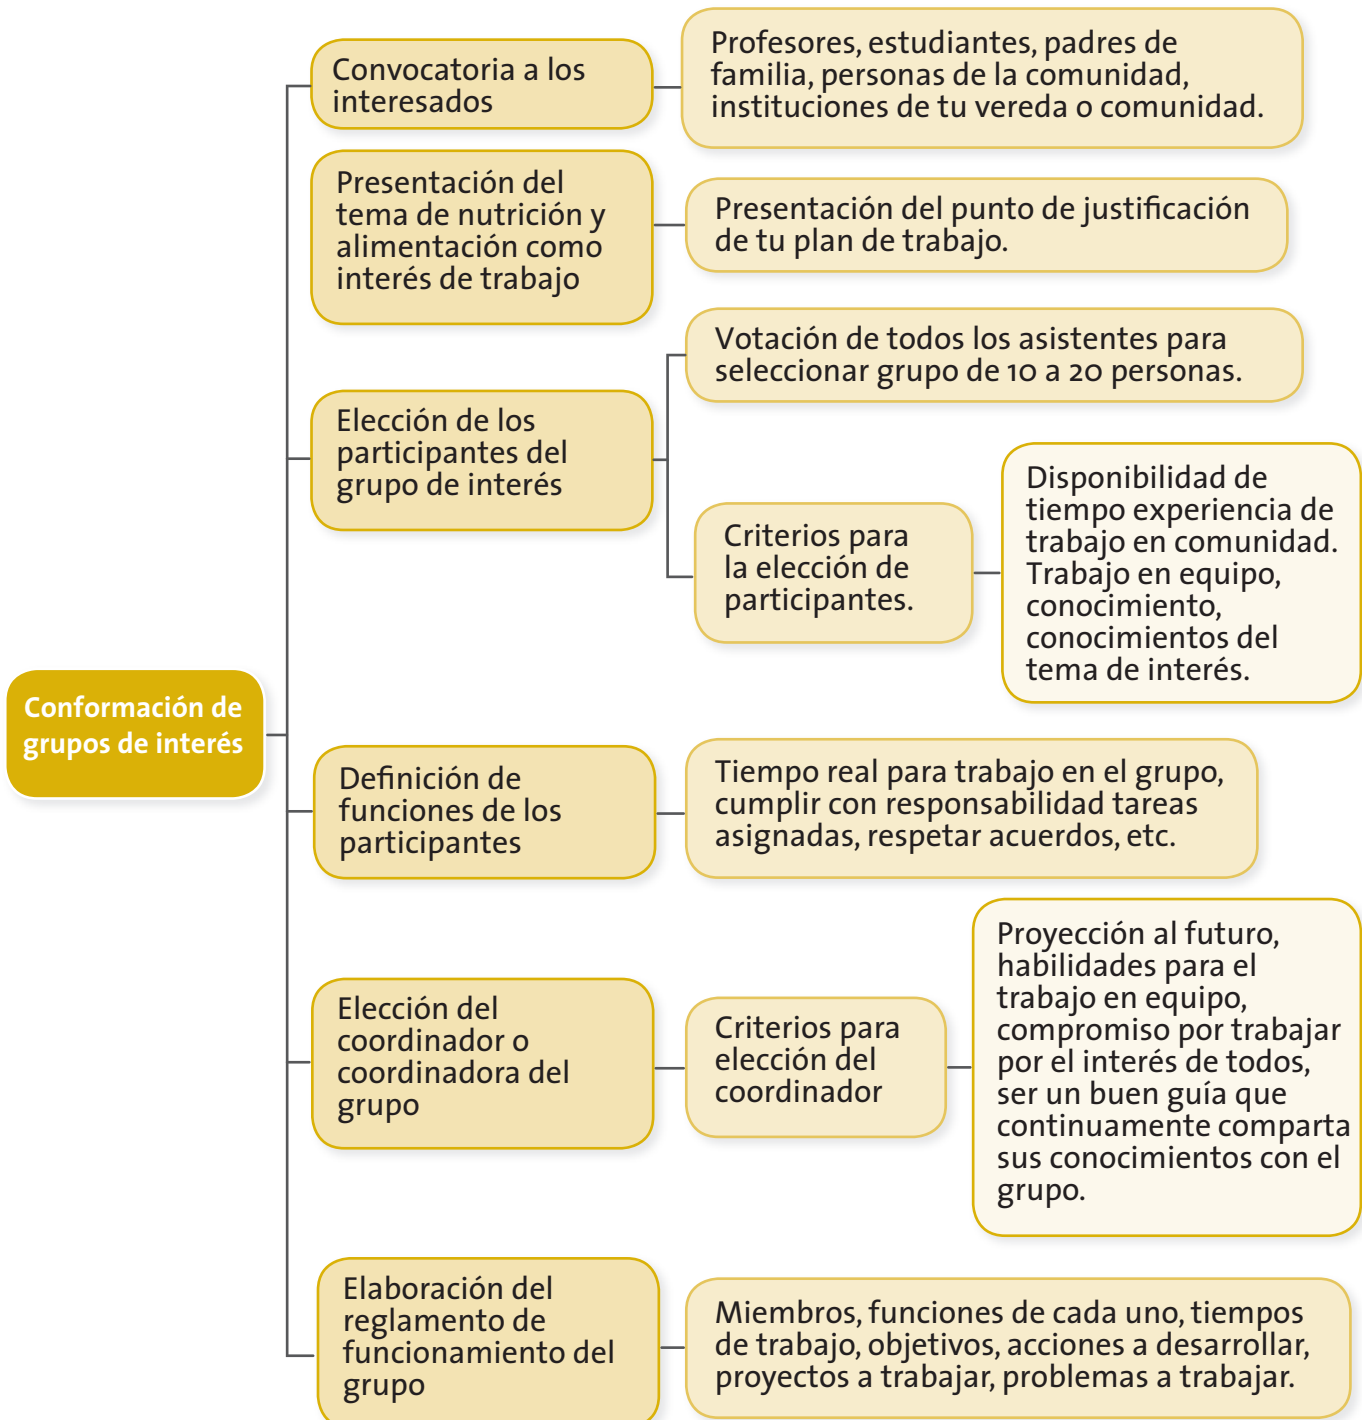 Conformación de
grupos de interés
Convocatoria a los
interesados
Profesores, estudiantes, padres de
familia, personas de la comunidad,
instituciones de tu vereda o comunidad.
Presentación del
tema de nutrición y
alimentación como
interés de trabajo
Presentación del punto de justificación
de tu plan de trabajo.
Elección de los
participantes del
grupo de interés
Votación de todos los asistentes para
seleccionar grupo de 10 a 20 personas.
Criterios para
la elección de
participantes.
Disponibilidad de
tiempo experiencia de
trabajo en comunidad.
Trabajo en equipo,
conocimiento,
conocimientos del
tema de interés.
Definición de
funciones de los
participantes
Tiempo real para trabajo en el grupo,
cumplir con responsabilidad tareas
asignadas, respetar acuerdos, etc.
Elección del
coordinador o
coordinadora del
grupo
Criterios para
elección del
coordinador
Proyección al futuro,
habilidades para el
trabajo en equipo,
compromiso por trabajar
por el interés de todos,
ser un buen guía que
continuamente comparta
sus conocimientos con el
grupo.
Elaboración del
reglamento de
funcionamiento del
grupo
Miembros, funciones de cada uno, tiempos
de trabajo, objetivos, acciones a desarrollar,
proyectos a trabajar, problemas a trabajar.